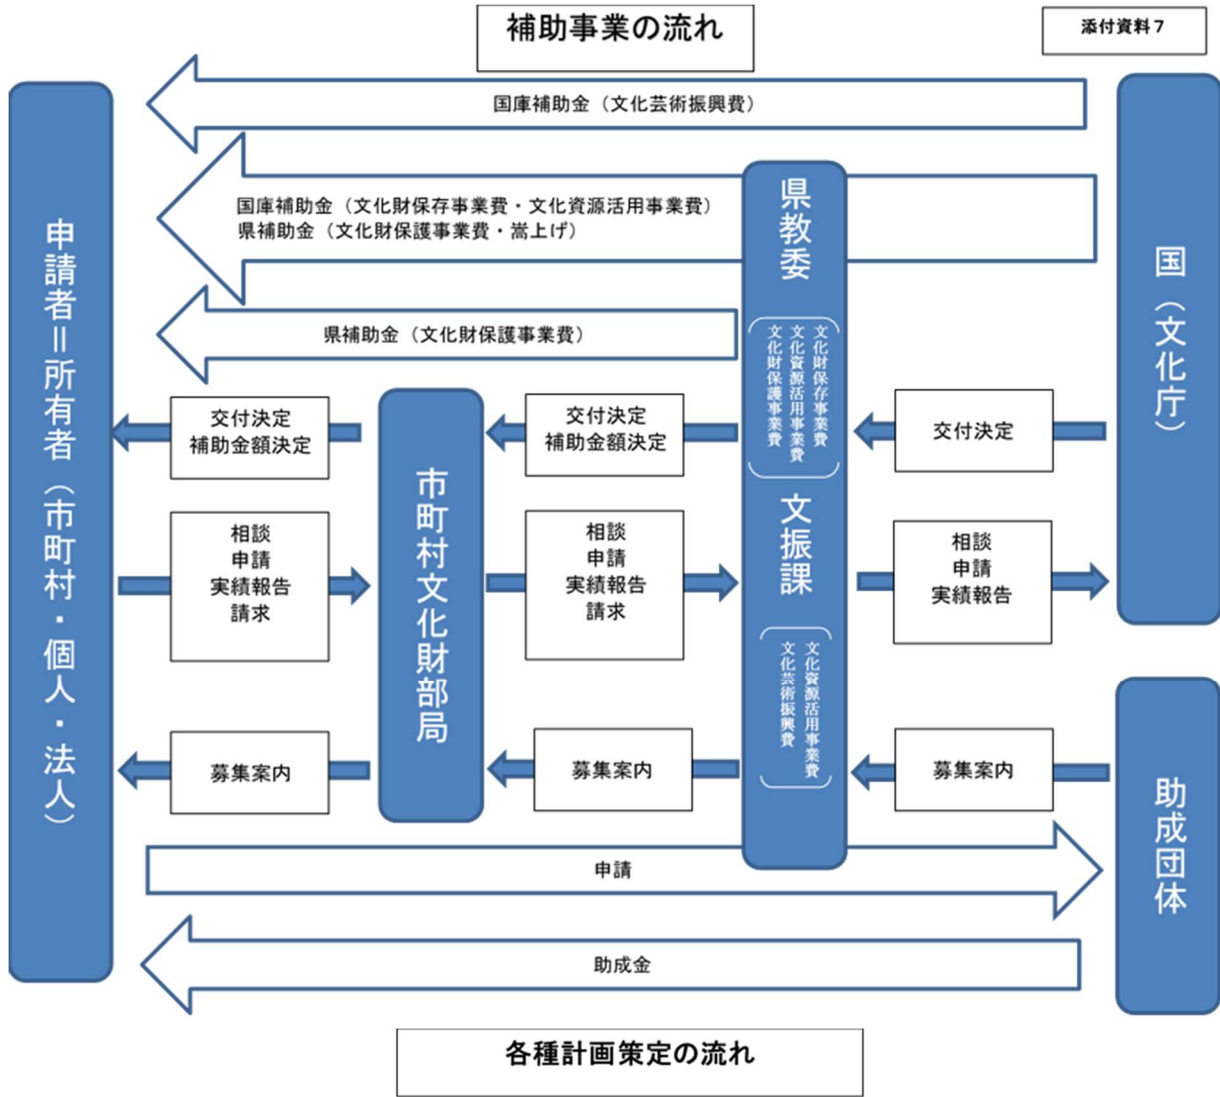 補助事業の流れ
添付資料7
国庫補助金（文化芸術振興費）
国庫補助金（文化財保存事業費・文化資源活用事業費）
県補助金（文化財保護事業費・嵩上げ）
県補助金（文化財保護事業費）
申請者＝所有者（市町村・個人・法人）
市町村文化財部局
県教委
文化財保存事業費
文化資源活用事業費
文化財保護事業費
文振課
文化資源活用事業費
文化芸術振興費
国（文化庁）
助成団体
交付決定
補助金額決定
交付決定
補助金額決定
交付決定
相談
申請
実績報告
請求
相談
申請
実績報告
請求
相談
申請
実績報告
募集案内
募集案内
募集案内
申請
助成金
各種計画策定の流れ